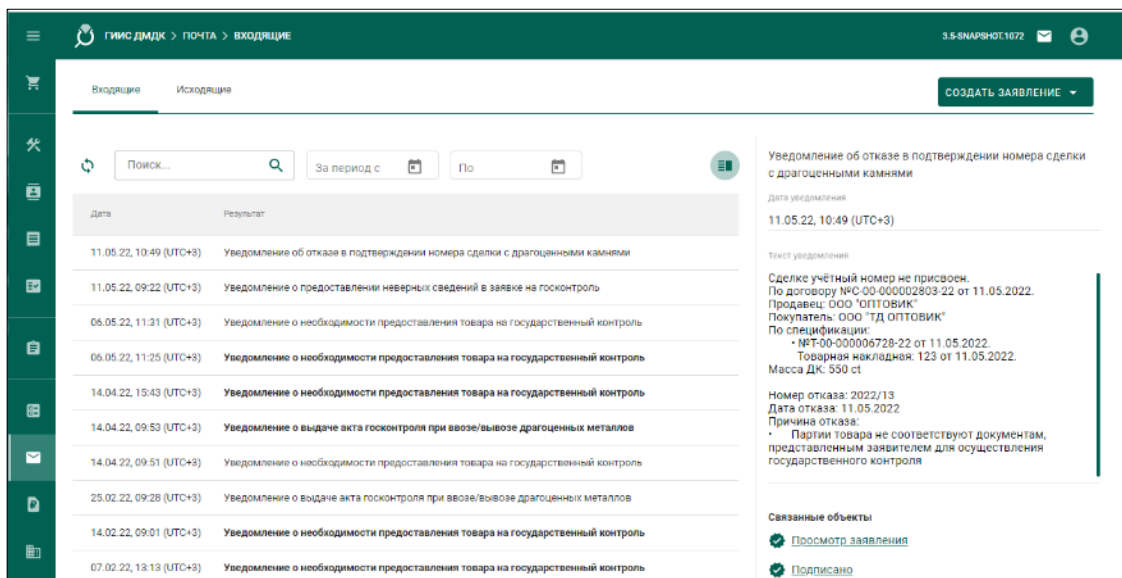 ГИИС ДМДК > ПОЧТА > ВХОДЯЩИЕ
3.5-SNAPSHOT.1072
Входящие
Исходящие
СОЗДАТЬ ЗАЯВЛЕНИЕ
Поиск...
За период с
По
Дата
Результат
11.05.22, 10:49 (UTC+3) Уведомление об отказе в подтверждении номера сделки с драгоценными камнями
11.05.22, 09:22 (UTC+3) Уведомление о предоставлении неверных сведений в заявке на госконтроль
06.05.22, 11:31 (UTC+3) Уведомление о необходимости предоставления товара на государственный контроль
06.05.22, 11:25 (UTC+3) Уведомление о необходимости предоставления товара на государственный контроль
14.04.22, 15:43 (UTC+3) Уведомление о необходимости предоставления товара на государственный контроль
14.04.22, 09:53 (UTC+3) Уведомление о выдаче акта госконтроля при ввозе/вывозе драгоценных металлов
14.04.22, 09:51 (UTC+3) Уведомление о необходимости предоставления товара на государственный контроль
25.02.22, 09:28 (UTC+3) Уведомление о выдаче акта госконтроля при ввозе/вывозе драгоценных металлов
14.02.22, 09:01 (UTC+3) Уведомление о необходимости предоставления товара на государственный контроль
07.02.22, 13:13 (UTC+3) Уведомление о необходимости предоставления товара на государственный контроль
Уведомление об отказе в подтверждении номера сделки
с драгоценными камнями
Дата уведомления
11.05.22, 10:49 (UTC+3)
Текст уведомления
Сделке учётный номер не присвоен.
По договору №С-00-000002803-22 от 11.05.2022.
Продавец: ООО "ОПТОВИК"
Покупатель: ООО "ТД ОПТОВИК"
По спецификации:
• №Т-00-000006728-22 от 11.05.2022.
Товарная накладная: 123 от 11.05.2022.
Масса ДК: 550 ct
Номер отказа: 2022/13
Дата отказа: 11.05.2022
Причина отказа:
• Партии товара не соответствуют документам,
представленным заявителем для осуществления
государственного контроля
Связанные объекты
Просмотр заявления
Подписано